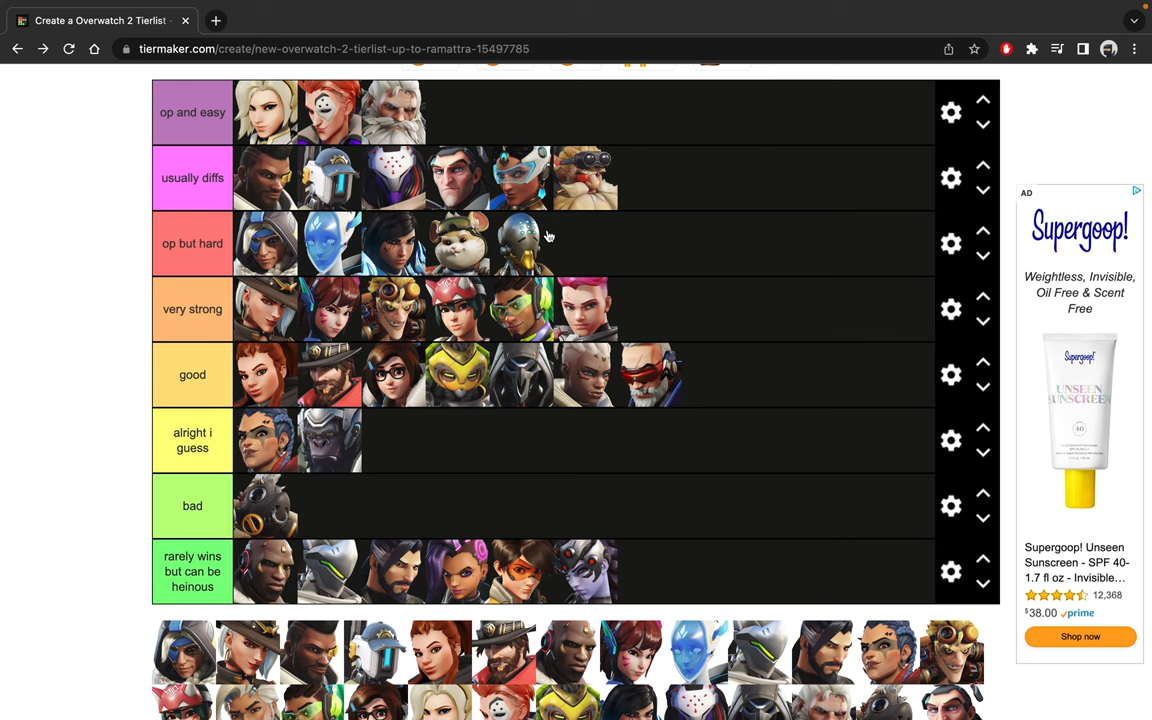 Create a Overwatch 2 Tierlist -
tiermaker.com/create/new-overwatch-2-tierlist-up-to-ramattra-15497785
op and easy
usually diffs
op but hard
very strong
good
alright i
guess
bad
rarely wins
but can be
heinous
AD
Supergoop!
Weightless, Invisible,
Oil Free & Scent
Free
Supergoop!
UNSEEN
SUNSCREEN
40
Supergoop! Unseen
Sunscreen - SPF 40-
1.7 fl oz - Invisible...
12,368
$38.00 prime
Shop now